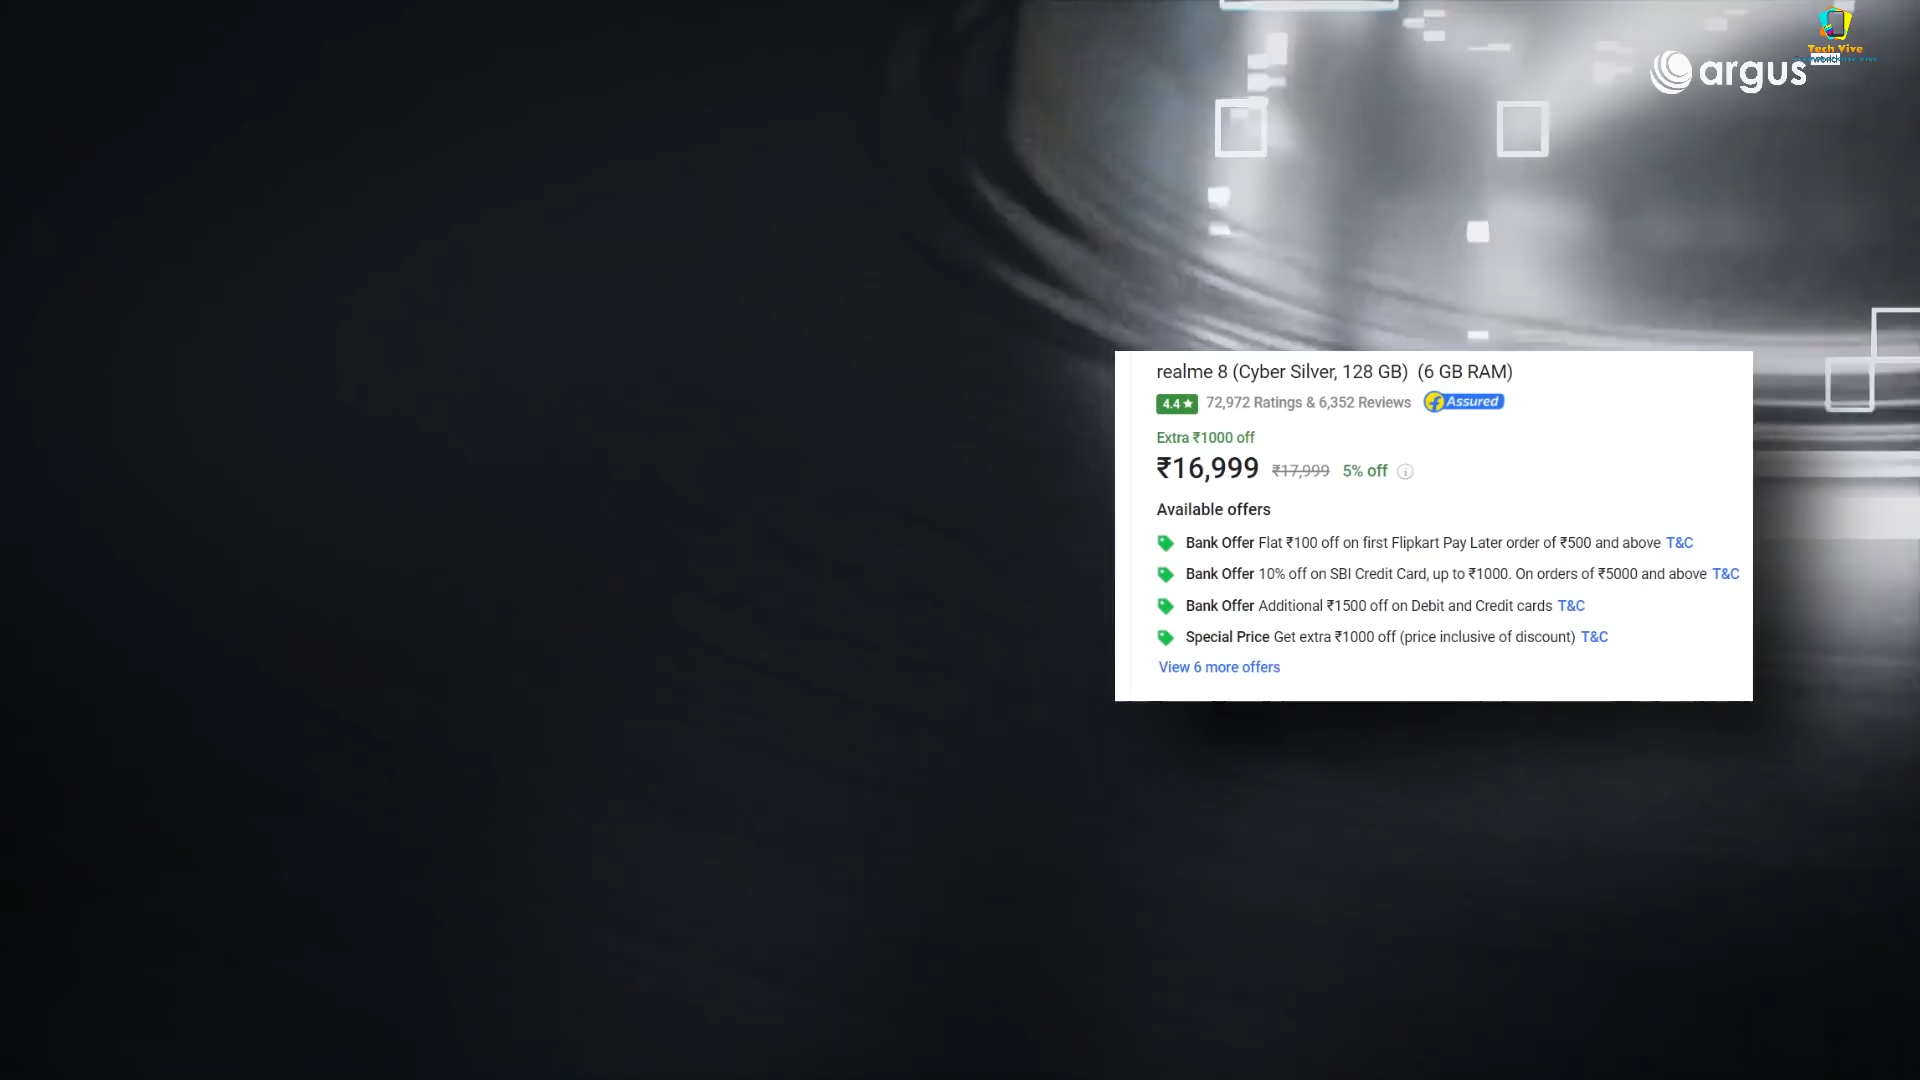 Tech Vive
argus
realme 8 (Cyber Silver, 128 GB) (6 GB RAM)
4.4★ 72,972 Ratings & 6,352 Reviews Assured
Extra ₹1000 off
₹16,999 ₹17,999 5% off
Available offers
Bank Offer Flat ₹100 off on first Flipkart Pay Later order of ₹500 and above T&C
Bank Offer 10% off on SBI Credit Card, up to ₹1000. On orders of ₹5000 and above T&C
Bank Offer Additional ₹1500 off on Debit and Credit cards T&C
Special Price Get extra ₹1000 off (price inclusive of discount) T&C
View 6 more offers